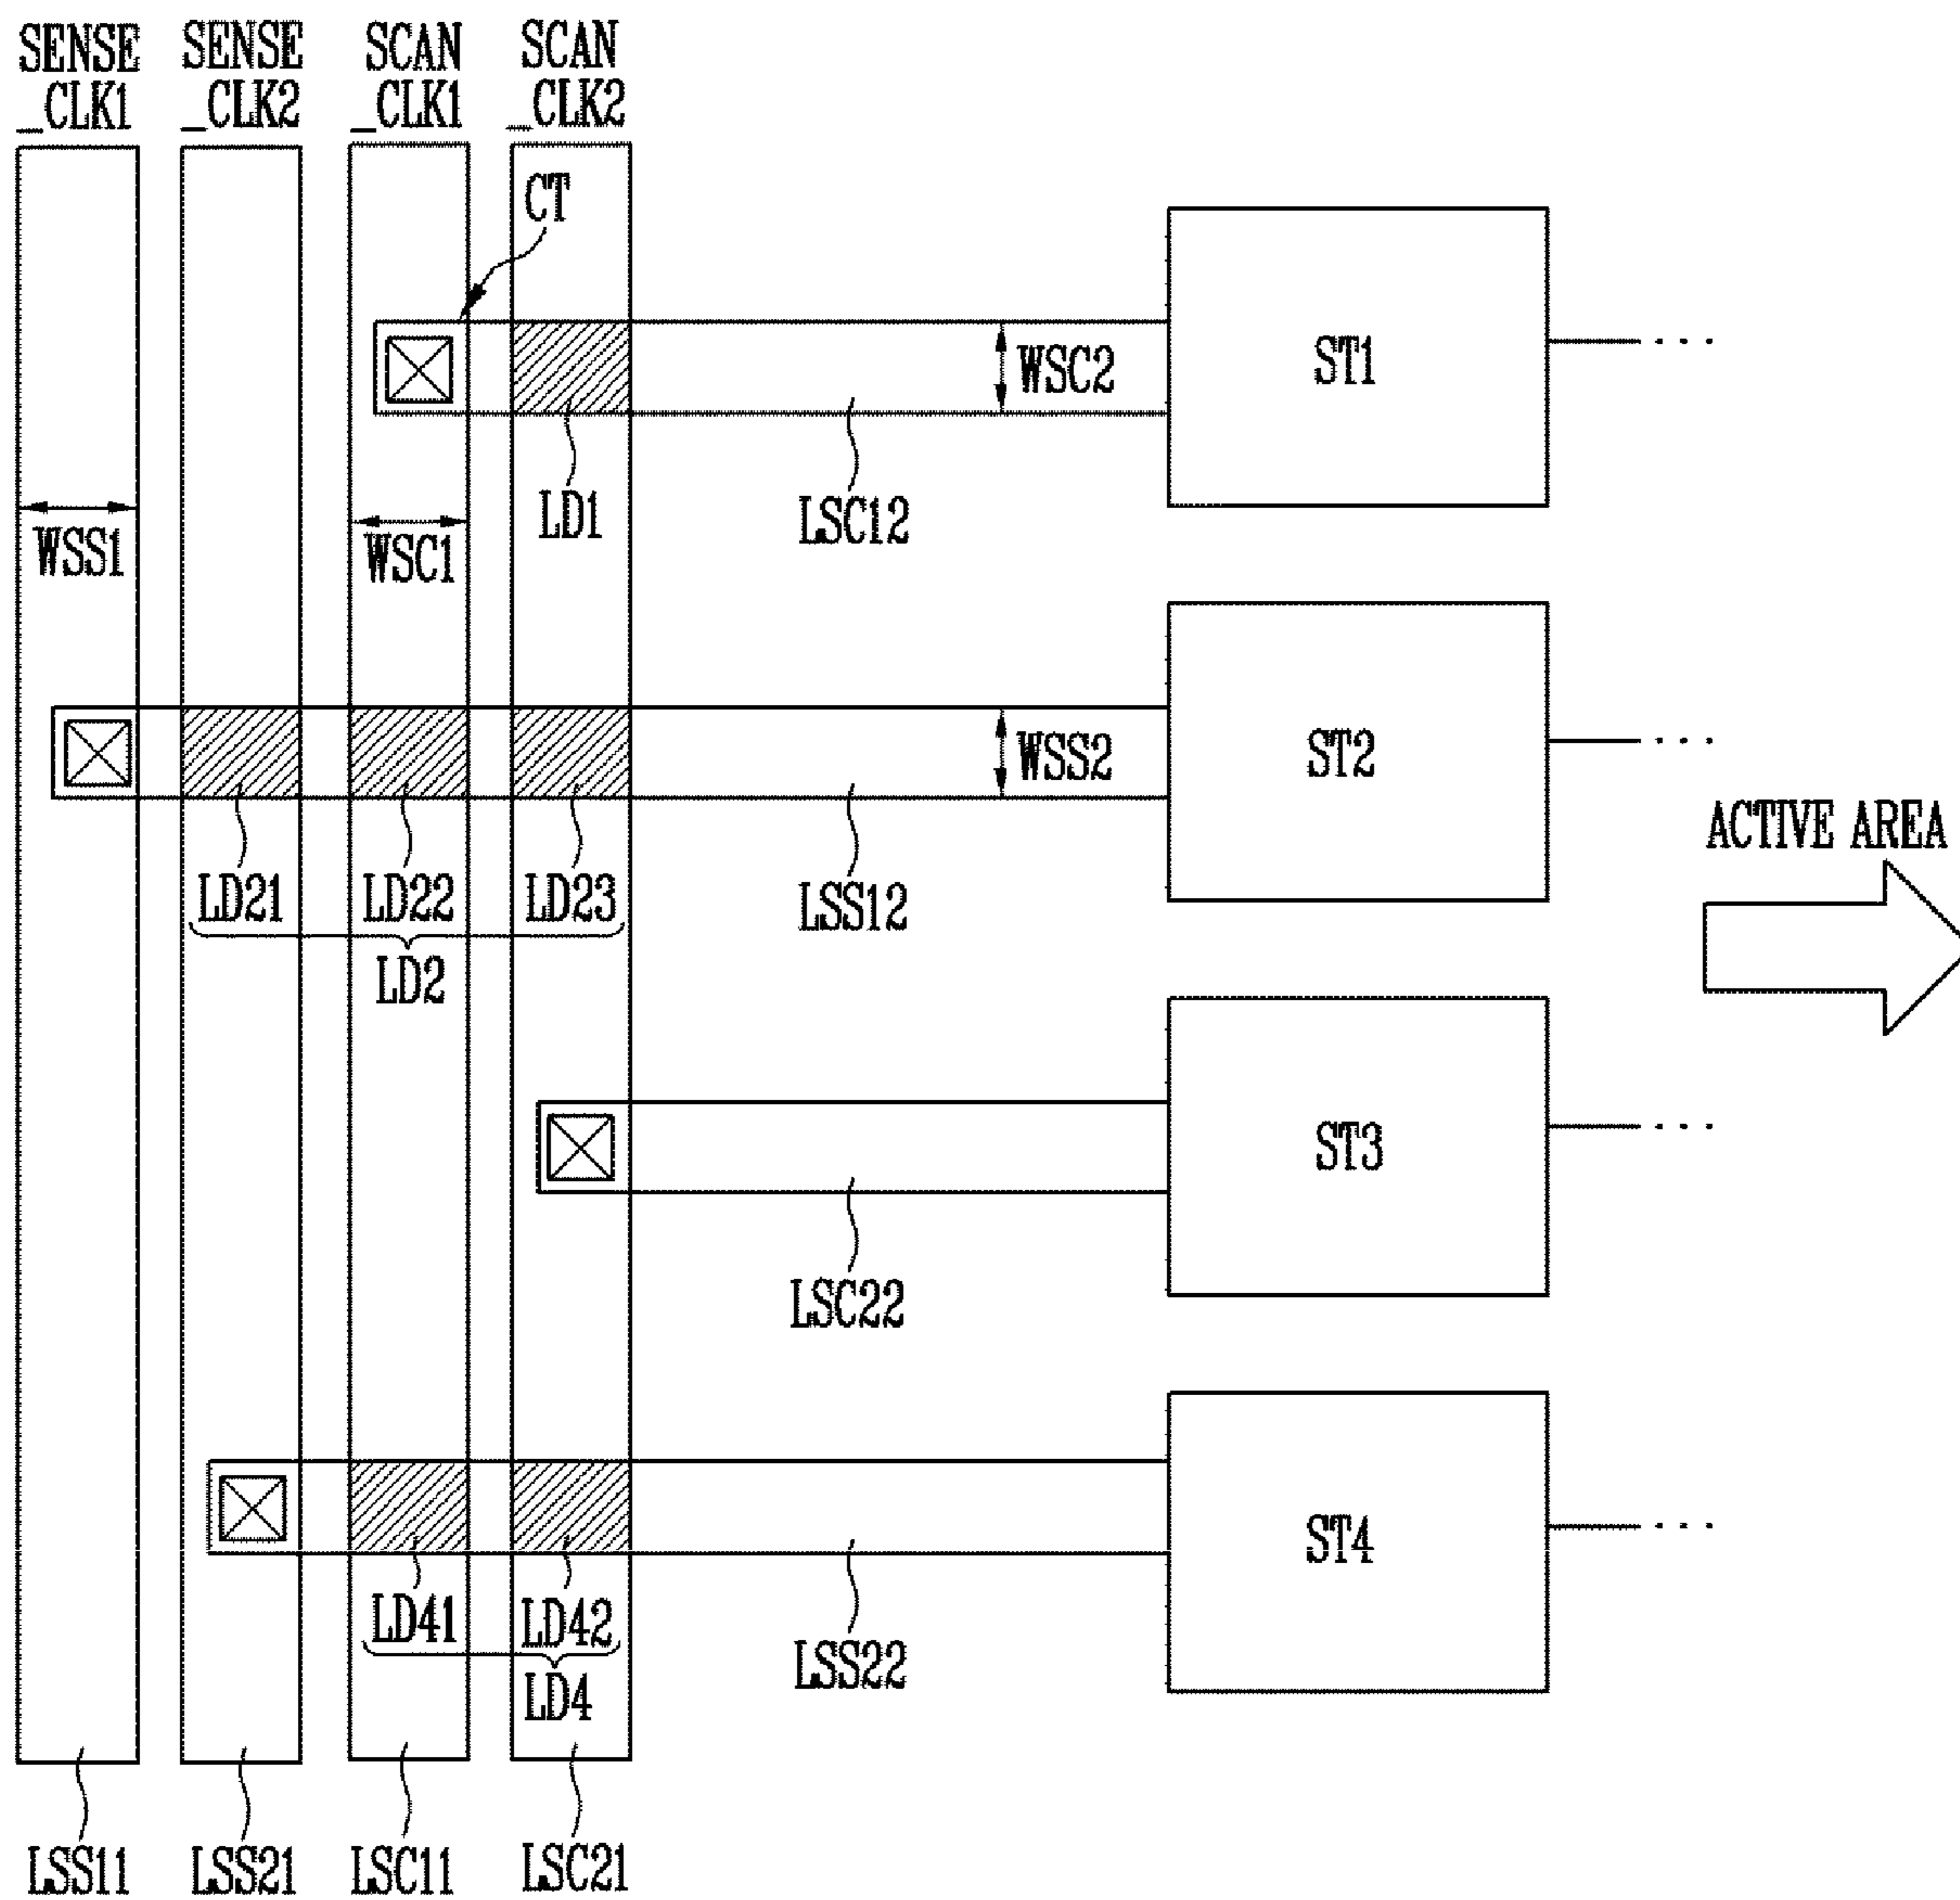 SENSE
_CLK1
SENSE
_CLK2
SCAN
_CLK1
SCAN
_CLK2
CT
ST1
WSC2
LD1
LSC12
WSS1
WSC1
ST2
WSS2
ACTIVE AREA
LD21
LD22
LD23
LSS12
LD2
ST3
LSC22
ST4
LD41
LD42
LSS22
LD4
LSS11
LSS21
LSC11
LSC21